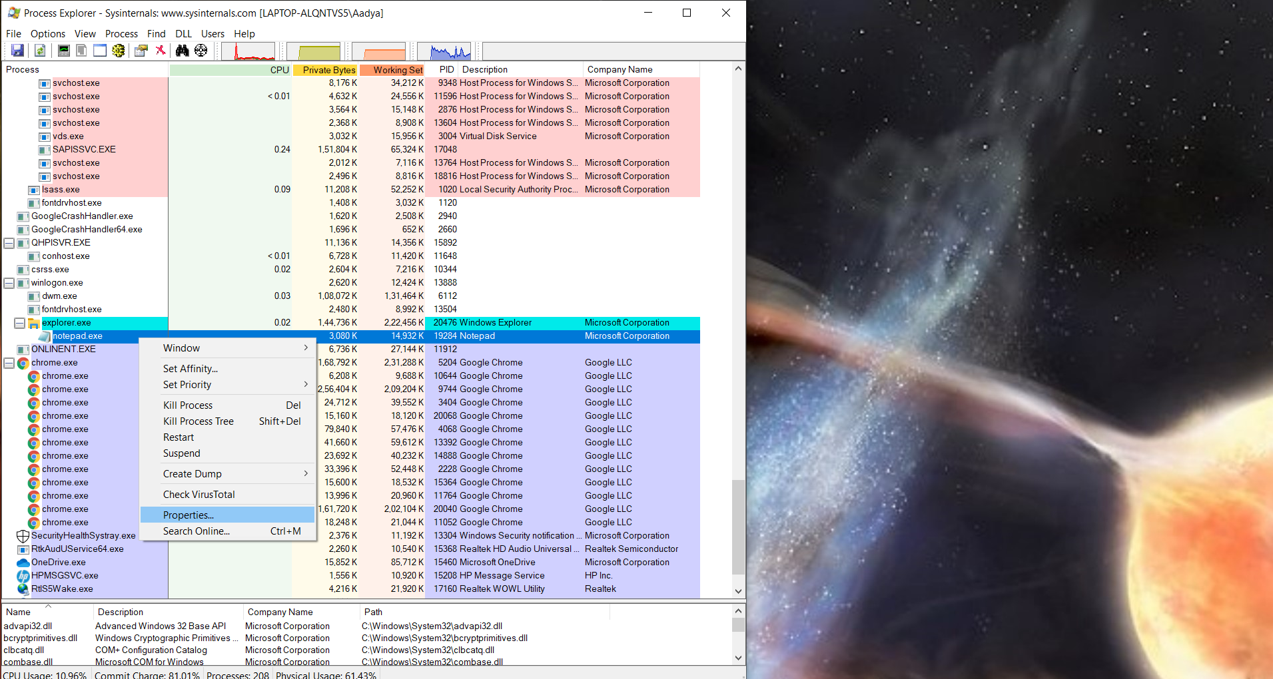 Process Explorer - Sysinternals: www.sysinternals.com [LAPTOP-ALQNTVS5\Aadya]
File Options View Process Find DLL Users Help
Process CPU Private Bytes Working Set PID Description Company Name
svchost.exe 8,176 K 34,212 K 9348 Host Process for Windows S... Microsoft Corporation
svchost.exe < 0.01 4,632 K 24,556 K 11596 Host Process for Windows S... Microsoft Corporation
svchost.exe 3,564 K 15,148 K 2876 Host Process for Windows S... Microsoft Corporation
svchost.exe 2,368 K 8,908 K 13604 Host Process for Windows S... Microsoft Corporation
vds.exe 3,032 K 15,956 K 3004 Virtual Disk Service Microsoft Corporation
SAPISSVC.EXE 0.24 1,51,804 K 65,324 K 17048
svchost.exe 2,012 K 7,116 K 13764 Host Process for Windows S... Microsoft Corporation
svchost.exe 2,496 K 8,816 K 18816 Host Process for Windows S... Microsoft Corporation
lsass.exe 0.09 11,208 K 52,252 K 1020 Local Security Authority Proc... Microsoft Corporation
fontdrvhost.exe 1,408 K 3,032 K 1120
GoogleCrashHandler.exe 1,620 K 2,508 K 2940
GoogleCrashHandler64.exe 1,696 K 652 K 2660
QHPISVR.EXE 11,136 K 14,356 K 15892
conhost.exe < 0.01 6,728 K 11,420 K 11648
csrss.exe 0.02 2,604 K 7,216 K 10344
winlogon.exe 2,620 K 12,424 K 13888
dwm.exe 0.03 1,08,072 K 1,31,464 K 6112
fontdrvhost.exe 2,480 K 8,992 K 13504
explorer.exe 0.02 1,44,736 K 2,22,456 K 20476 Windows Explorer Microsoft Corporation
notepad.exe 3,080 K 14,932 K 19284 Notepad Microsoft Corporation
ONLINENT.EXE 6,736 K 27,144 K 11912
chrome.exe 1,68,792 K 2,31,288 K 5204 Google Chrome Google LLC
chrome.exe 6,208 K 9,688 K 10644 Google Chrome Google LLC
chrome.exe 2,56,404 K 2,09,204 K 9744 Google Chrome Google LLC
chrome.exe 24,712 K 39,552 K 3404 Google Chrome Google LLC
chrome.exe 15,160 K 18,120 K 20068 Google Chrome Google LLC
chrome.exe 79,840 K 57,476 K 4068 Google Chrome Google LLC
chrome.exe 41,660 K 59,612 K 13392 Google Chrome Google LLC
chrome.exe 23,692 K 40,232 K 14888 Google Chrome Google LLC
chrome.exe 33,396 K 52,448 K 2228 Google Chrome Google LLC
chrome.exe 15,600 K 18,532 K 15364 Google Chrome Google LLC
chrome.exe 13,996 K 20,960 K 11764 Google Chrome Google LLC
chrome.exe 1,61,720 K 2,02,104 K 20040 Google Chrome Google LLC
chrome.exe 18,248 K 21,044 K 11052 Google Chrome Google LLC
SecurityHealthSystray.exe 2,376 K 11,192 K 13304 Windows Security notification ... Microsoft Corporation
RtkAudUService64.exe 2,260 K 10,540 K 15368 Realtek HD Audio Universal ... Realtek Semiconductor
OneDrive.exe 15,852 K 85,712 K 15460 Microsoft OneDrive Microsoft Corporation
HPMSGSVC.exe 1,556 K 10,920 K 15208 HP Message Service HP Inc.
RtlS5Wake.exe 4,216 K 21,920 K 17160 Realtek WOWL Utility Realtek
Window
Set Affinity...
Set Priority
Kill Process Del
Kill Process Tree Shift+Del
Restart
Suspend
Create Dump
Check VirusTotal
Properties...
Search Online... Ctrl+M
Name Description Company Name Path
advapi32.dll Advanced Windows 32 Base API Microsoft Corporation C:\Windows\System32\advapi32.dll
bcryptprimitives.dll Windows Cryptographic Primitives ... Microsoft Corporation C:\Windows\System32\bcryptprimitives.dll
clbcatq.dll COM+ Configuration Catalog Microsoft Corporation C:\Windows\System32\clbcatq.dll
combase.dll Microsoft COM for Windows Microsoft Corporation C:\Windows\System32\combase.dll
CPU Usage: 10.96% Commit Charge: 81.01% Processes: 208 Physical Usage: 61.43%